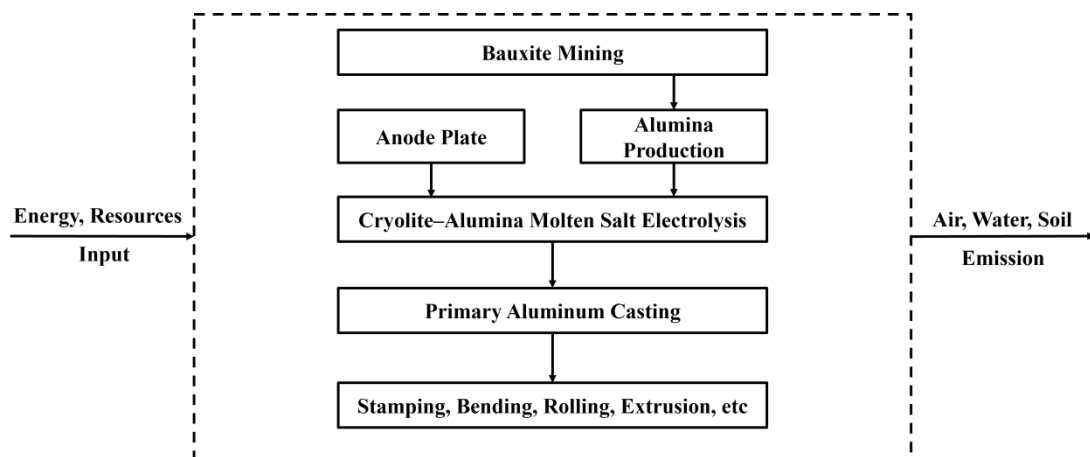 Bauxite Mining
Anode Plate
Alumina
Production
Energy, Resources
Input
Cryolite–Alumina Molten Salt Electrolysis
Air, Water, Soil
Emission
Primary Aluminum Casting
Stamping, Bending, Rolling, Extrusion, etc